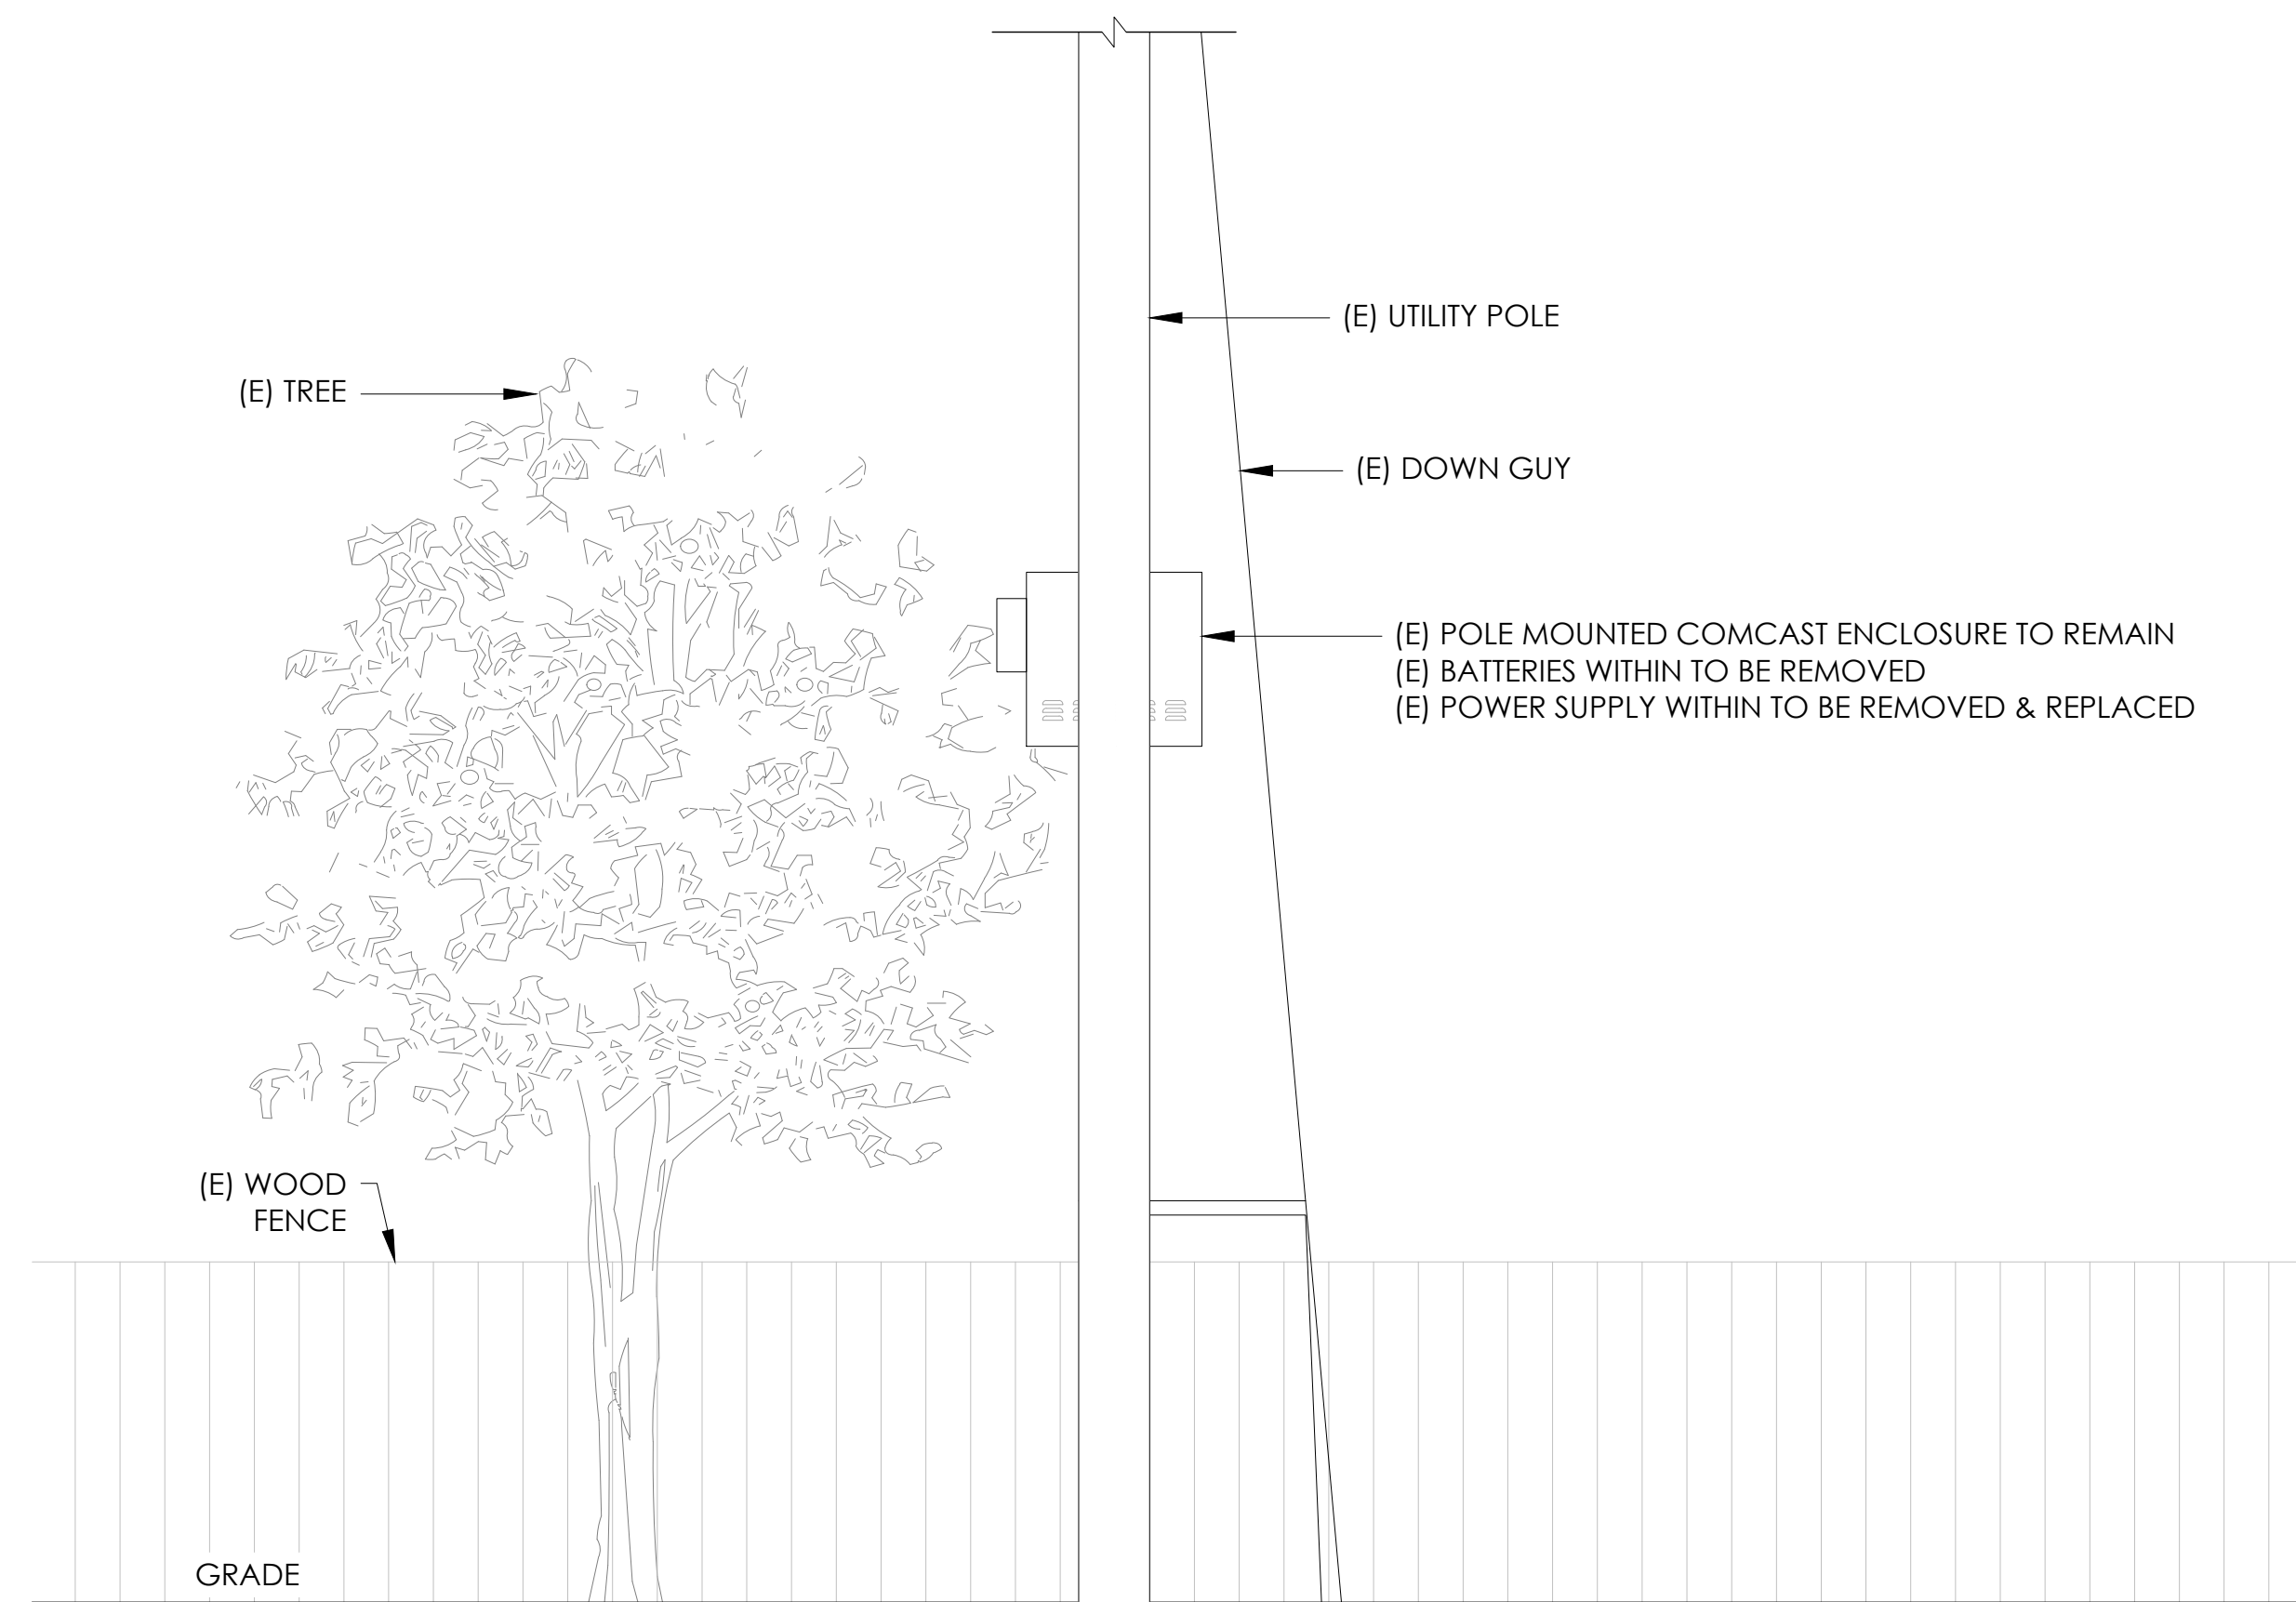 (E) UTILITY POLE
(E) TREE
(E) DOWN GUY
(E) POLE MOUNTED COMCAST ENCLOSURE TO REMAIN
(E) BATTERIES WITHIN TO BE REMOVED
(E) POWER SUPPLY WITHIN TO BE REMOVED & REPLACED
(E) WOOD
FENCE
GRADE